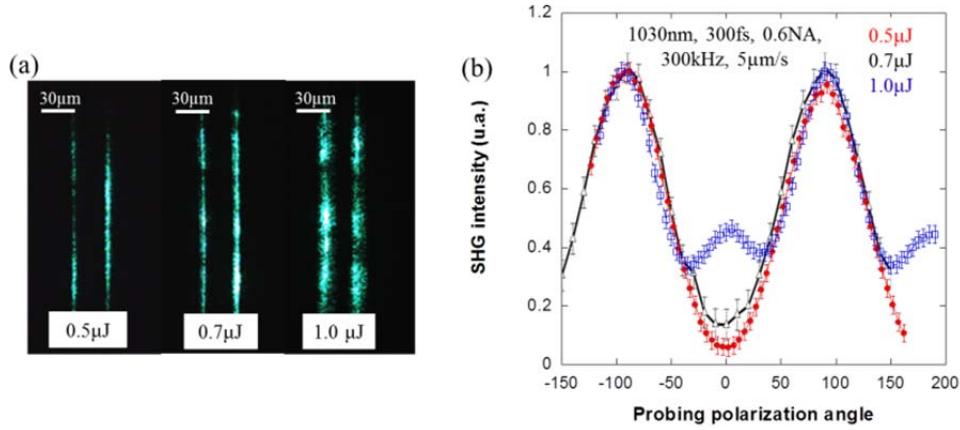 (a)
30μm 30μm 30μm
0.5μJ 0.7μJ 1.0 μJ
(b)
1030nm, 300fs, 0.6NA,
300kHz, 5μm/s
0.5μJ
0.7μJ
1.0μJ
SHG intensity (u.a.)
1.2
1
0.8
0.6
0.4
0.2
0
-150 -100 -50 0 50 100 150 200
Probing polarization angle